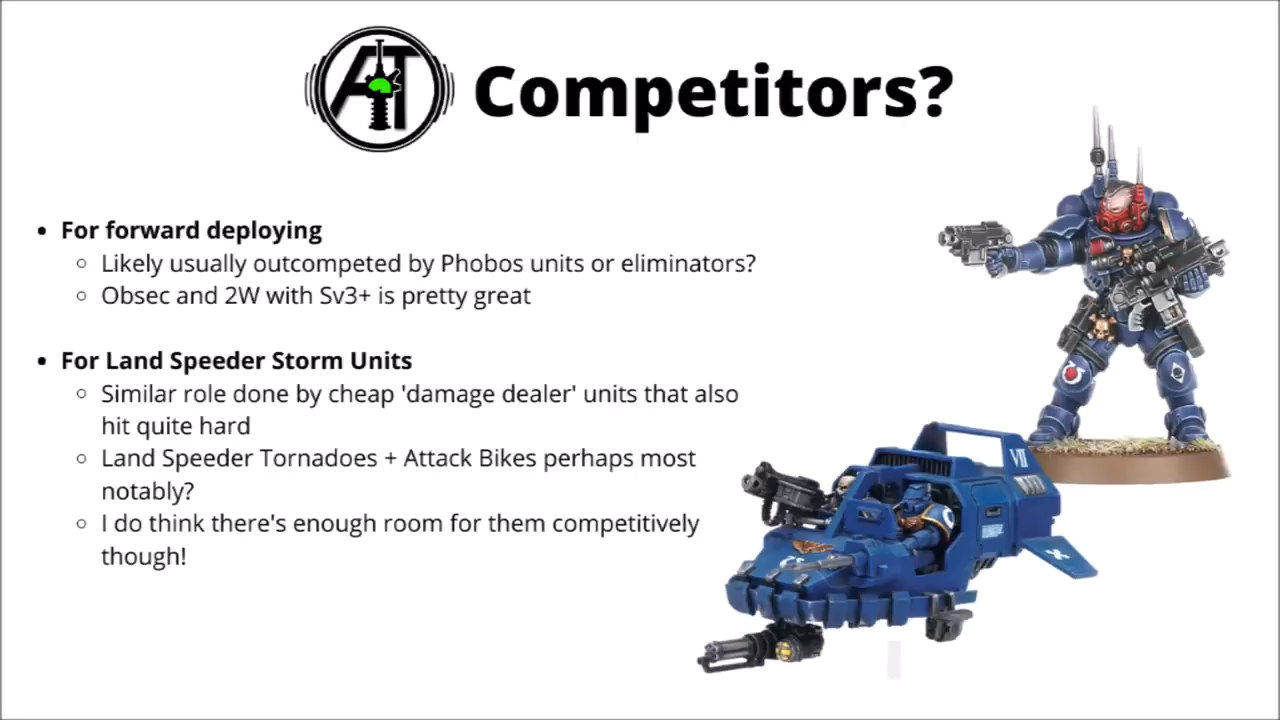 AT Competitors?
• For forward deploying
○ Likely usually outcompeted by Phobos units or eliminators?
○ Obsec and 2W with Sv3+ is pretty great
• For Land Speeder Storm Units
○ Similar role done by cheap 'damage dealer' units that also
hit quite hard
○ Land Speeder Tornadoes + Attack Bikes perhaps most
notably?
○ I do think there's enough room for them competitively
though!
VII